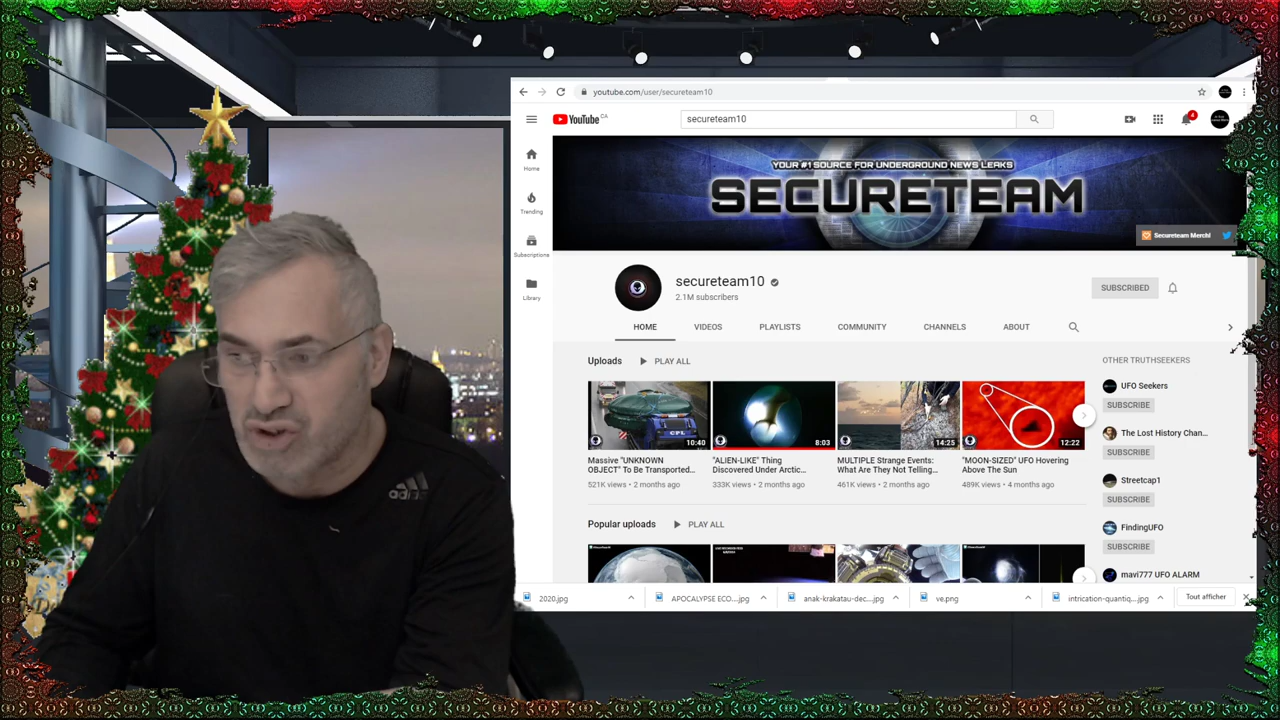 youtube.com/user/secureteam10
YouTube CA
secureteam10
4
Home
Trending
Subscriptions
Library
YOUR #1 SOURCE FOR UNDERGROUND NEWS LEAKS
SECURETEAM
Secureteam Merch!
secureteam10
2.1M subscribers
SUBSCRIBED
HOME
VIDEOS
PLAYLISTS
COMMUNITY
CHANNELS
ABOUT
Uploads
PLAY ALL
CPL
10:40
8:03
14:25
12:22
Massive "UNKNOWN
OBJECT" To Be Transported...
521K views • 2 months ago
"ALIEN-LIKE" Thing
Discovered Under Arctic...
333K views • 2 months ago
MULTIPLE Strange Events:
What Are They Not Telling...
461K views • 2 months ago
"MOON-SIZED" UFO Hovering
Above The Sun
489K views • 4 months ago
Popular uploads
PLAY ALL
OTHER TRUTHSEEKERS
UFO Seekers
SUBSCRIBE
The Lost History Chan...
SUBSCRIBE
Streetcap1
SUBSCRIBE
FindingUFO
SUBSCRIBE
mavi777 UFO ALARM
2020.jpg
APOCALYPSE ECO....jpg
anak-krakatau-dec....jpg
ve.png
intrication-quantiq....jpg
Tout afficher
adidas